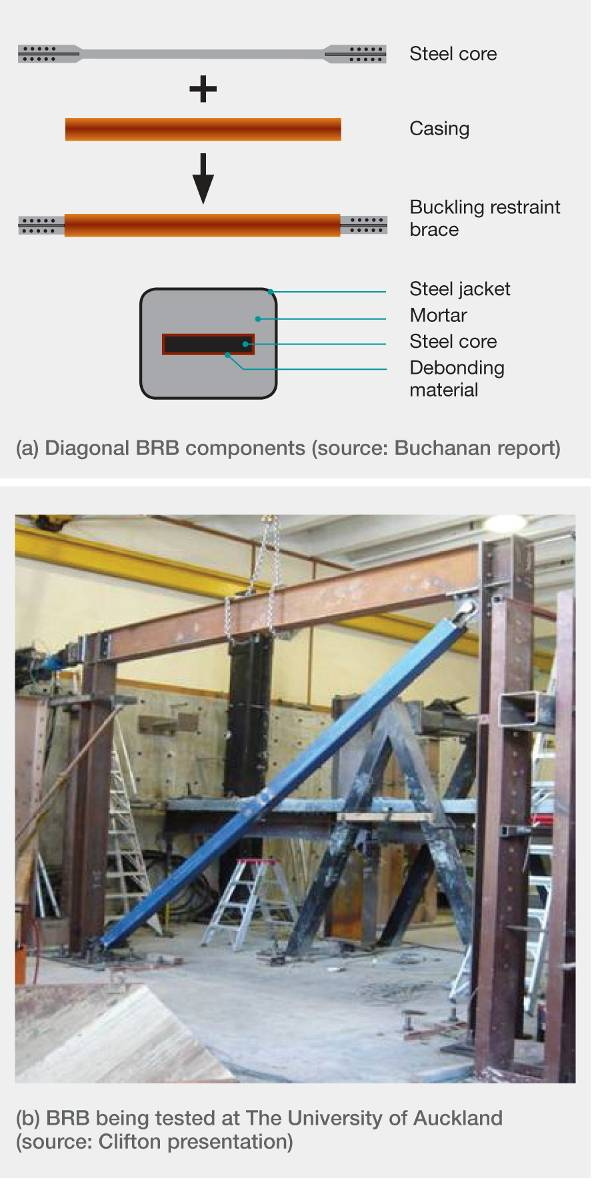 Steel core
Casing
Buckling restraint
brace
Steel jacket
Mortar
Steel core
Debonding
material
(a) Diagonal BRB components (source: Buchanan report)
(b) BRB being tested at The University of Auckland
(source: Clifton presentation)